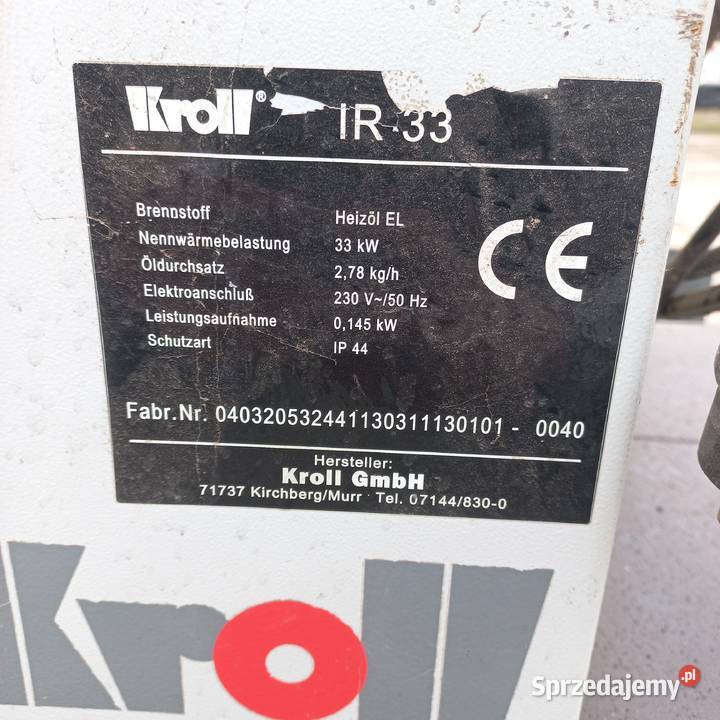 Kroll® IR 33
Brennstoff Heizöl EL
Nennwärmebelastung 33 kW
Öldurchsatz 2,78 kg/h
Elektroanschluß 230 V~/50 Hz
Leistungsaufnahme 0,145 kW
Schutzart IP 44
CE
Fabr.Nr. 040320532441130311130101 - 0040
Hersteller:
Kroll GmbH
71737 Kirchberg/Murr Tel. 07144/830-0
Kroll
Sprzedajemy.pl